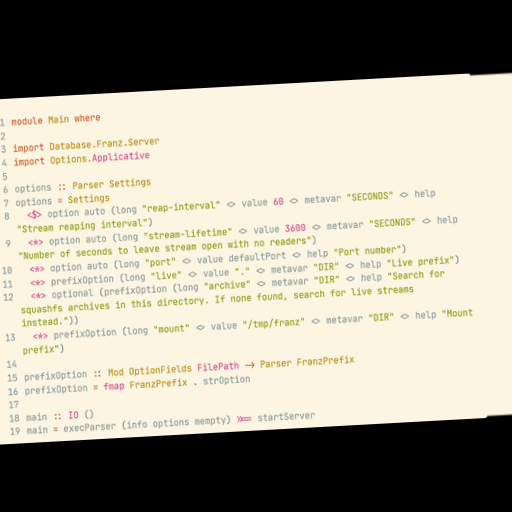 1 module Main where
2
3 import Database.Franz.Server
4 import Options.Applicative
5
6 options :: Parser Settings
7 options = Settings
8   <$> option auto (long "reap-interval" <> value 60 <> metavar "SECONDS" <> help
"Stream reaping interval")
9   <*> option auto (long "stream-lifetime" <> value 3600 <> metavar "SECONDS" <> help
"Number of seconds to leave stream open with no readers")
10   <*> option auto (long "port" <> value defaultPort <> help "Port number")
11   <*> prefixOption (long "live" <> value "." <> metavar "DIR" <> help "Live prefix")
12   <*> optional (prefixOption (long "archive" <> metavar "DIR" <> help "Search for
squashfs archives in this directory. If none found, search for live streams
instead."))
13   <*> prefixOption (long "mount" <> value "/tmp/franz" <> metavar "DIR" <> help "Mount
prefix")
14
15 prefixOption :: Mod OptionFields FilePath -> Parser FranzPrefix
16 prefixOption = fmap FranzPrefix . strOption
17
18 main :: IO ()
19 main = execParser (info options mempty) >>= startServer